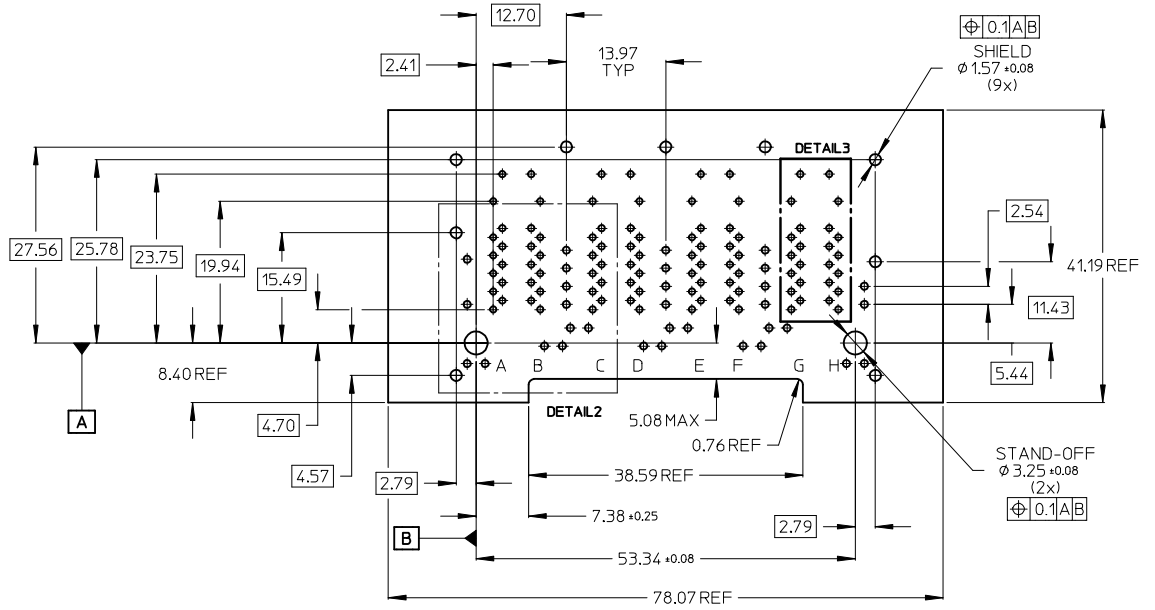 12.70
⌖ 0.1 A B
SHIELD
Ø 1.57 ±0.08
(9x)
13.97
TYP
2.41
DETAIL3
2.54
27.56
25.78
23.75
19.94
15.49
41.19 REF
11.43
8.40 REF
A B C D E F G H
5.44
A
4.70
DETAIL2
5.08 MAX
0.76 REF
4.57
STAND-OFF
Ø 3.25 ±0.08
(2x)
⌖ 0.1 A B
2.79
38.59 REF
7.38 ±0.25
2.79
B
53.34 ±0.08
78.07 REF